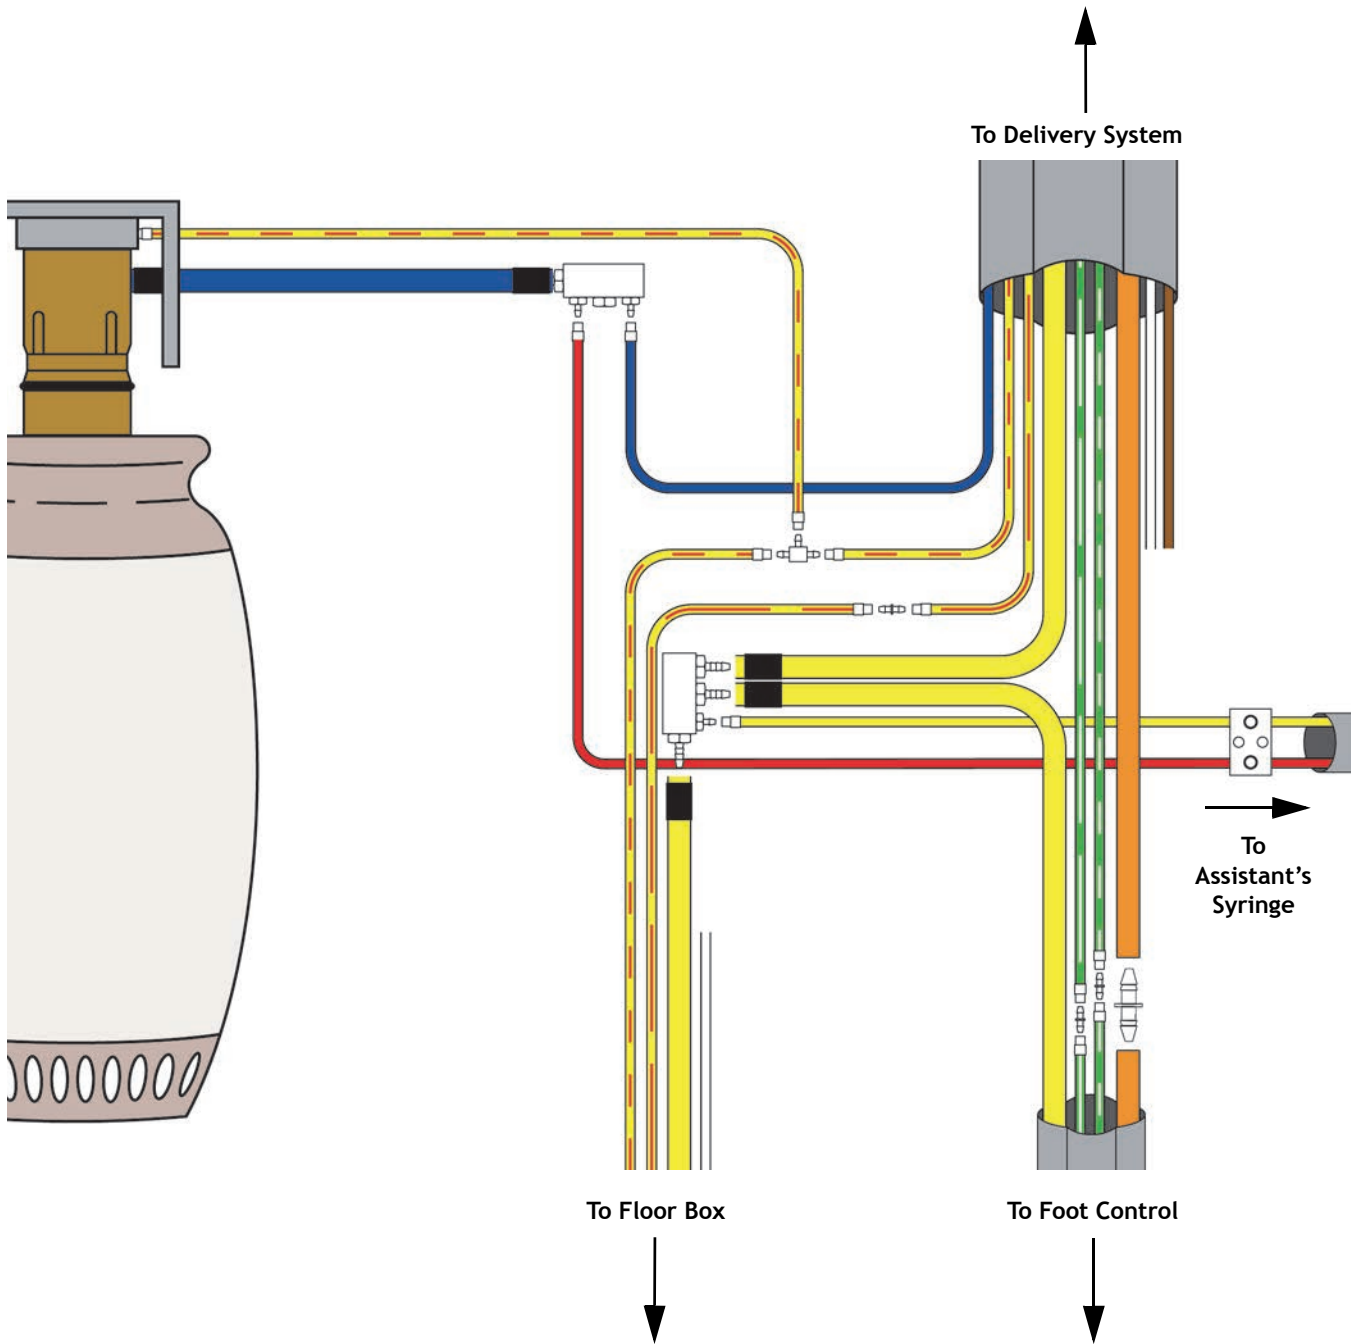 To Delivery System
To
Assistant’s
Syringe
To Floor Box
To Foot Control